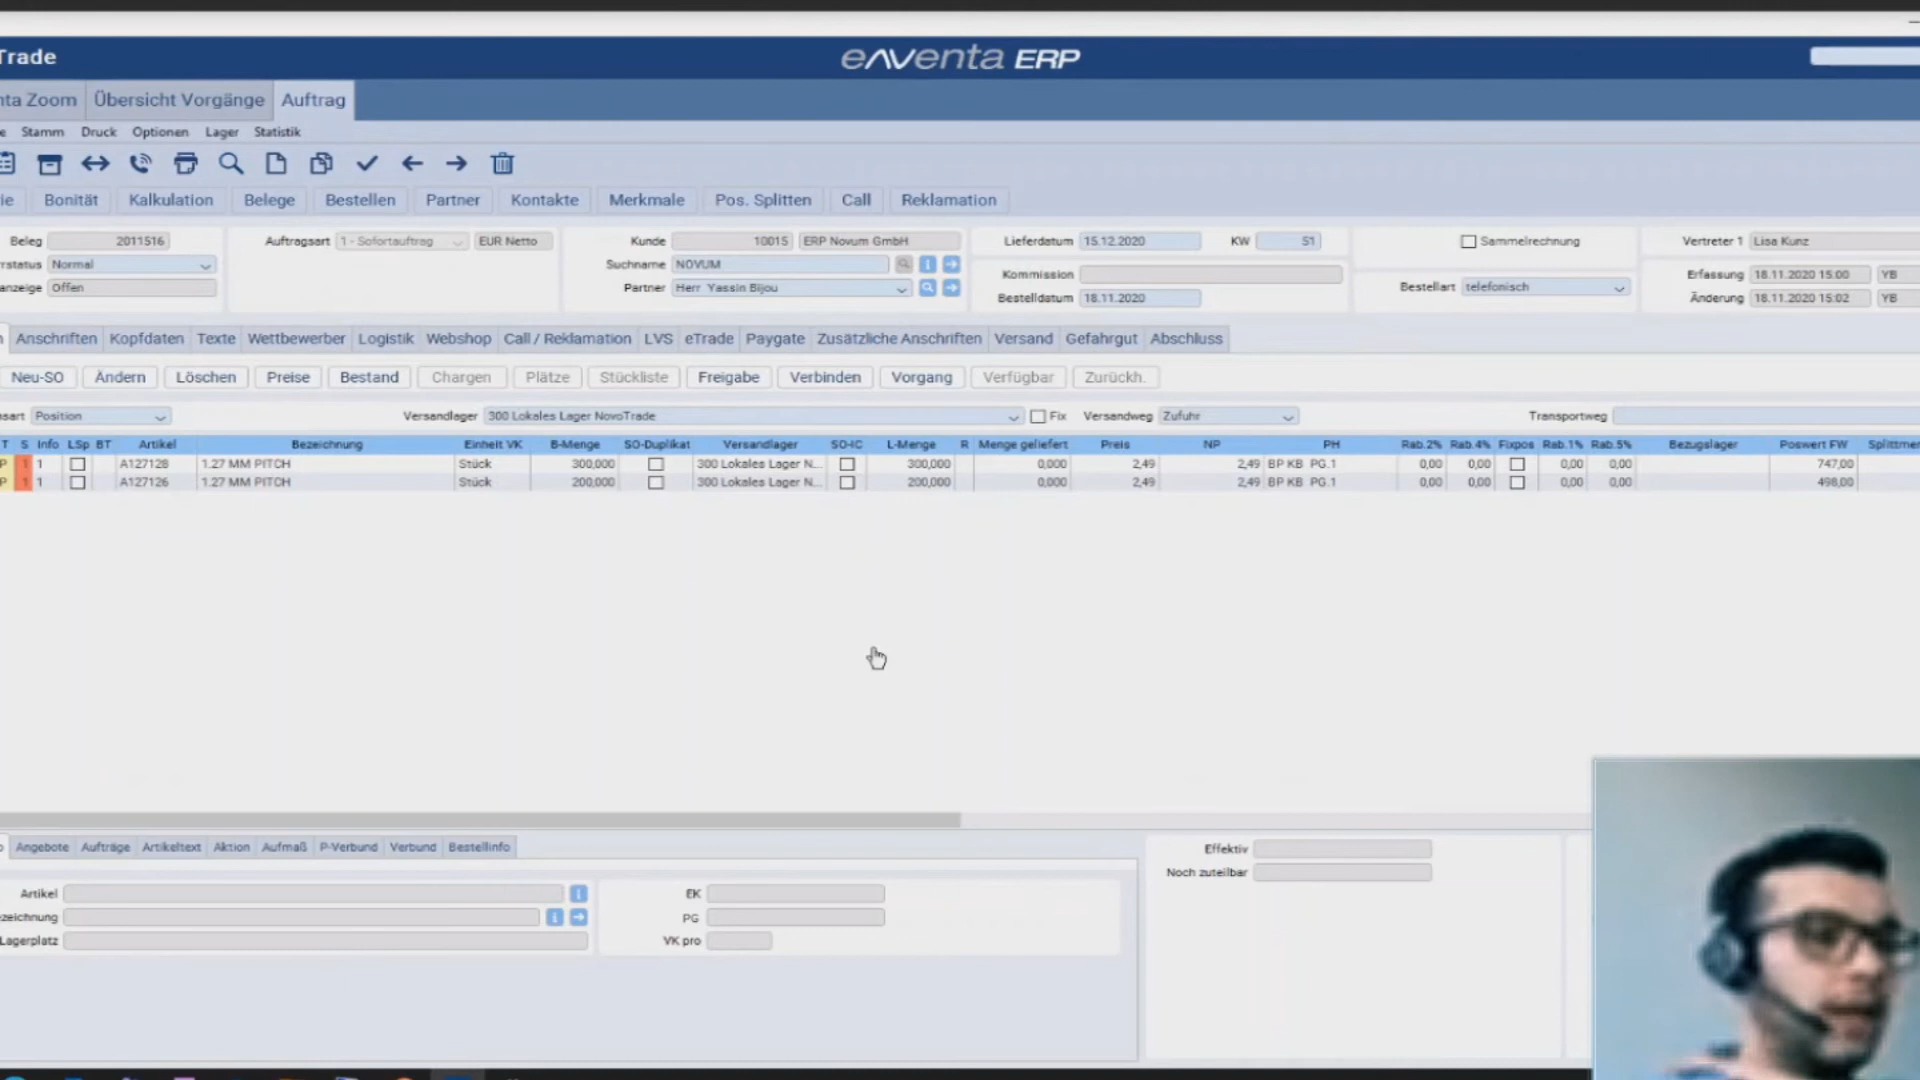 Trade
enventa ERP
nta Zoom Übersicht Vorgänge Auftrag
e Stamm Druck Optionen Lager Statistik
ie Bonität Kalkulation Belege Bestellen Partner Kontakte Merkmale Pos. Splitten Call Reklamation
Beleg 2011516 Auftragsart 1 - Sofortauftrag EUR Netto Kunde 10015 ERP Novum GmbH Lieferdatum 15.12.2020 KW 51 Sammelrechnung Vertreter 1 Lisa Kunz
rstatus Normal Suchname NOVUM Kommission Bestellart telefonisch Erfassung 18.11.2020 15:00 YB
anzeige Offen Partner Herr Yassin Bijou Bestelldatum 18.11.2020 Änderung 18.11.2020 15:02 YB
n Anschriften Kopfdaten Texte Wettbewerber Logistik Webshop Call / Reklamation LVS eTrade Paygate Zusätzliche Anschriften Versand Gefahrgut Abschluss
Neu-SO Ändern Löschen Preise Bestand Chargen Plätze Stückliste Freigabe Verbinden Vorgang Verfügbar Zurückh.
nsart Position Versandlager 300 Lokales Lager NovoTrade Fix Versandweg Zufuhr Transportweg
T S Info LSp BT Artikel Bezeichnung Einheit VK B-Menge SO-Duplikat Versandlager SO-IC L-Menge R Menge geliefert Preis NP PH Rab.2% Rab.4% Fixpos Rab.1% Rab.5% Bezugslager Poswert FW Splittm
P 1 1 A127128 1.27 MM PITCH Stück 300,000 300 Lokales Lager N... 300,000 0,000 2,49 2,49 BP KB PG.1 0,00 0,00 0,00 0,00 747,00
P 1 1 A127126 1.27 MM PITCH Stück 200,000 300 Lokales Lager N... 200,000 0,000 2,49 2,49 BP KB PG.1 0,00 0,00 0,00 0,00 498,00
o Angebote Aufträge Artikeltext Aktion Aufmaß P-Verbund Verbund Bestellinfo
Effektiv
Noch zuteilbar
Artikel EK
ezeichnung PG
Lagerplatz VK pro